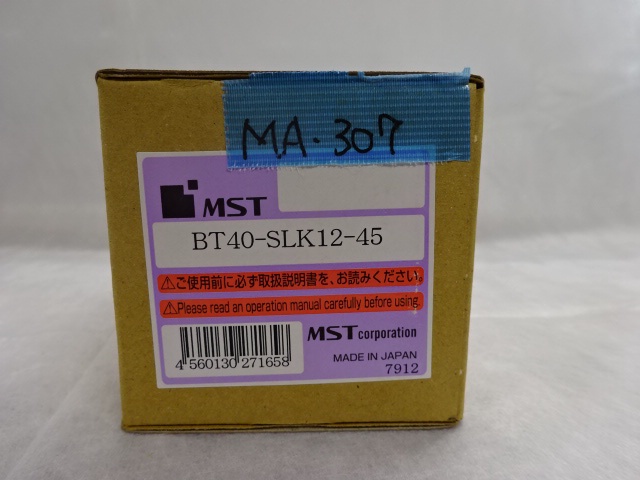 MA・307
MST
BT40-SLK12-45
⚠ご使用前に必ず取扱説明書を、お読みください。
⚠Please read an operation manual carefully before using.
4 560130 271658
MST corporation
MADE IN JAPAN
7912